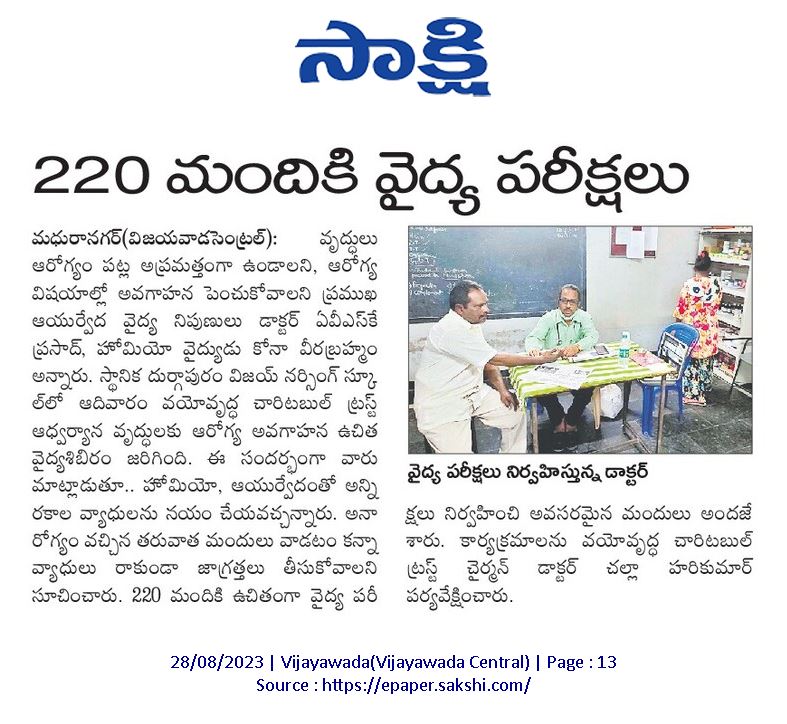 సాక్షి
220 మందికి వైద్య పరీక్షలు
మధురానగర్(విజయవాడసెంట్రల్): వృద్ధులు
ఆరోగ్యం పట్ల అప్రమత్తంగా ఉండాలని, ఆరోగ్య
విషయాల్లో అవగాహన పెంచుకోవాలని ప్రముఖ
ఆయుర్వేద వైద్య నిపుణులు డాక్టర్ ఏవీఎస్‌కే
ప్రసాద్, హోమియో వైద్యుడు కోనా వీరబ్రహ్మం
అన్నారు. స్థానిక దుర్గాపురం విజయ్ నర్సింగ్ స్కూ
ల్‌లో ఆదివారం వయోవృద్ధ చారిటబుల్ ట్రస్ట్
ఆధ్వర్యాన వృద్ధులకు ఆరోగ్య అవగాహన ఉచిత
వైద్యశిబిరం జరిగింది. ఈ సందర్భంగా వారు
మాట్లాడుతూ.. హోమియో, ఆయుర్వేదంతో అన్ని
రకాల వ్యాధులను నయం చేయవచ్చన్నారు. అనా
రోగ్యం వచ్చిన తరువాత మందులు వాడటం కన్నా
వ్యాధులు రాకుండా జాగ్రత్తలు తీసుకోవాలని
సూచించారు. 220 మందికి ఉచితంగా వైద్య పరీ
వైద్య పరీక్షలు నిర్వహిస్తున్న డాక్టర్
క్షలు నిర్వహించి అవసరమైన మందులు అందజే
శారు. కార్యక్రమాలను వయోవృద్ధ చారిటబుల్
ట్రస్ట్ చైర్మన్ డాక్టర్ చల్లా హరికుమార్
పర్యవేక్షించారు.
28/08/2023 | Vijayawada(Vijayawada Central) | Page : 13
Source : https://epaper.sakshi.com/